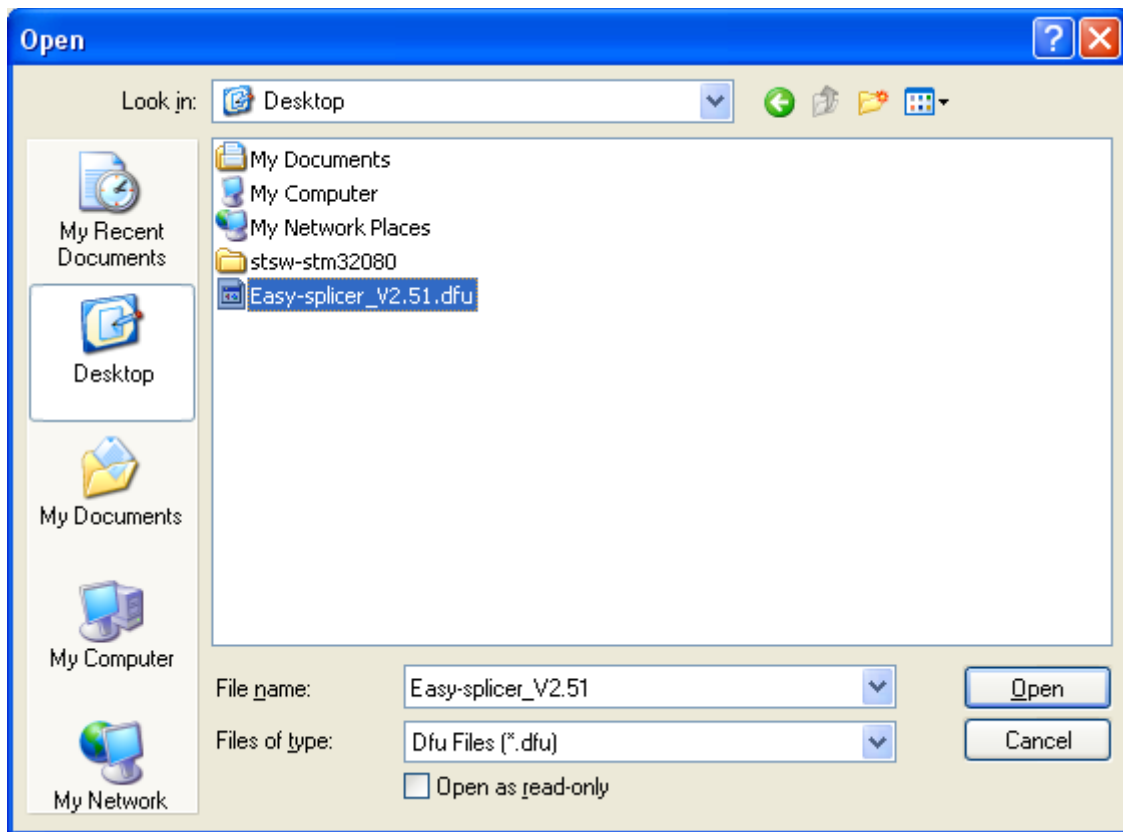 Open
Look in:
Desktop
My Recent
Documents
Desktop
My Documents
My Computer
My Network
My Documents
My Computer
My Network Places
stsw-stm32080
Easy-splicer_V2.51.dfu
File name:
Easy-splicer_V2.51
Open
Files of type:
Dfu Files (*.dfu)
Cancel
Open as read-only